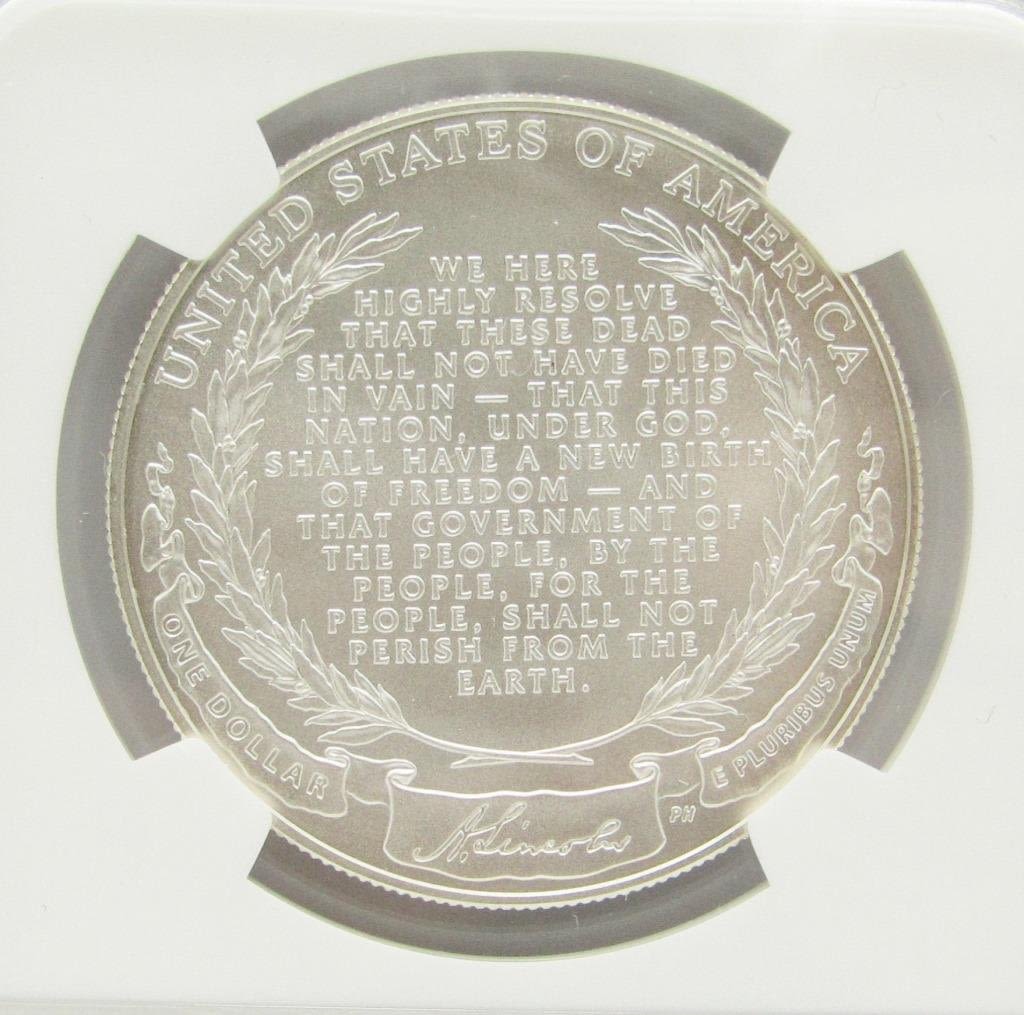 UNITED STATES OF AMERICA
WE HERE
HIGHLY RESOLVE
THAT THESE DEAD
SHALL NOT HAVE DIED
IN VAIN — THAT THIS
NATION, UNDER GOD,
SHALL HAVE A NEW BIRTH
OF FREEDOM — AND
THAT GOVERNMENT OF
THE PEOPLE, BY THE
PEOPLE, FOR THE
PEOPLE, SHALL NOT
PERISH FROM THE
EARTH.
ONE DOLLAR
A. Lincoln
PH
E PLURIBUS UNUM